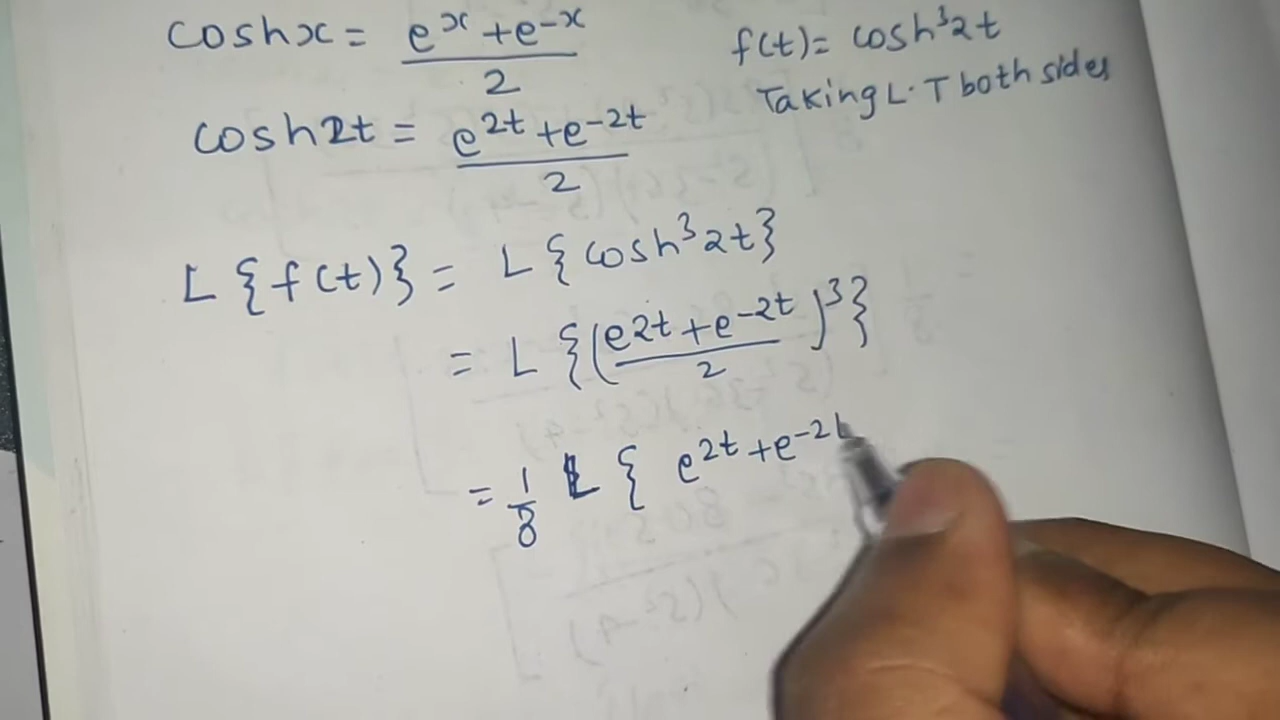 coshx = e^x + e^-x / 2
f(t) = cosh^3 2t
Taking L.T both sides
cosh2t = e^2t + e^-2t / 2
L{f(t)} = L{cosh^3 2t}
= L{(e^2t + e^-2t / 2)^3}
= 1/8 L{ e^2t + e^-2